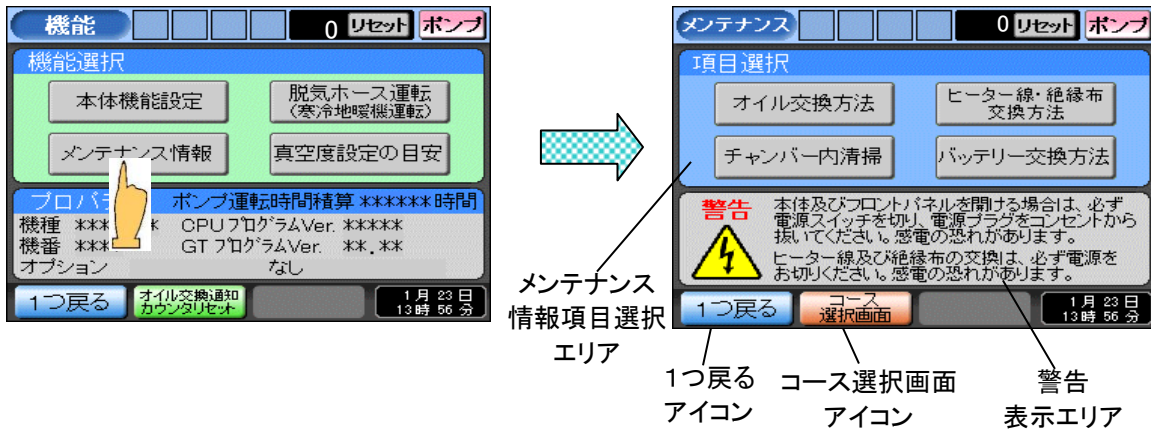 機能 0 リセット ポンプ
機能選択
本体機能設定 脱気ホース運転
(寒冷地暖機運転)
メンテナンス情報 真空度設定の目安
プロパ ポンプ運転時間積算 ******時間
機種 *** * CPUプログラムVer. *****
機番 *** GTプログラムVer. **.**
オプション なし
1つ戻る オイル交換通知
カウンタリセット
1月 23日
13時 56分
メンテナンス 0 リセット ポンプ
項目選択
オイル交換方法 ヒーター線・絶縁布
交換方法
チャンバー内清掃 バッテリー交換方法
警告
本体及びフロントパネルを開ける場合は、必ず
電源スイッチを切り、電源プラグをコンセントから
抜いてください。感電の恐れがあります。
ヒーター線及び絶縁布の交換は、必ず電源を
お切りください。感電の恐れがあります。
1つ戻る コース
選択画面
1月 23日
13時 56分
メンテナンス
情報項目選択
エリア
1つ戻る
アイコン
コース選択画面
アイコン
警告
表示エリア